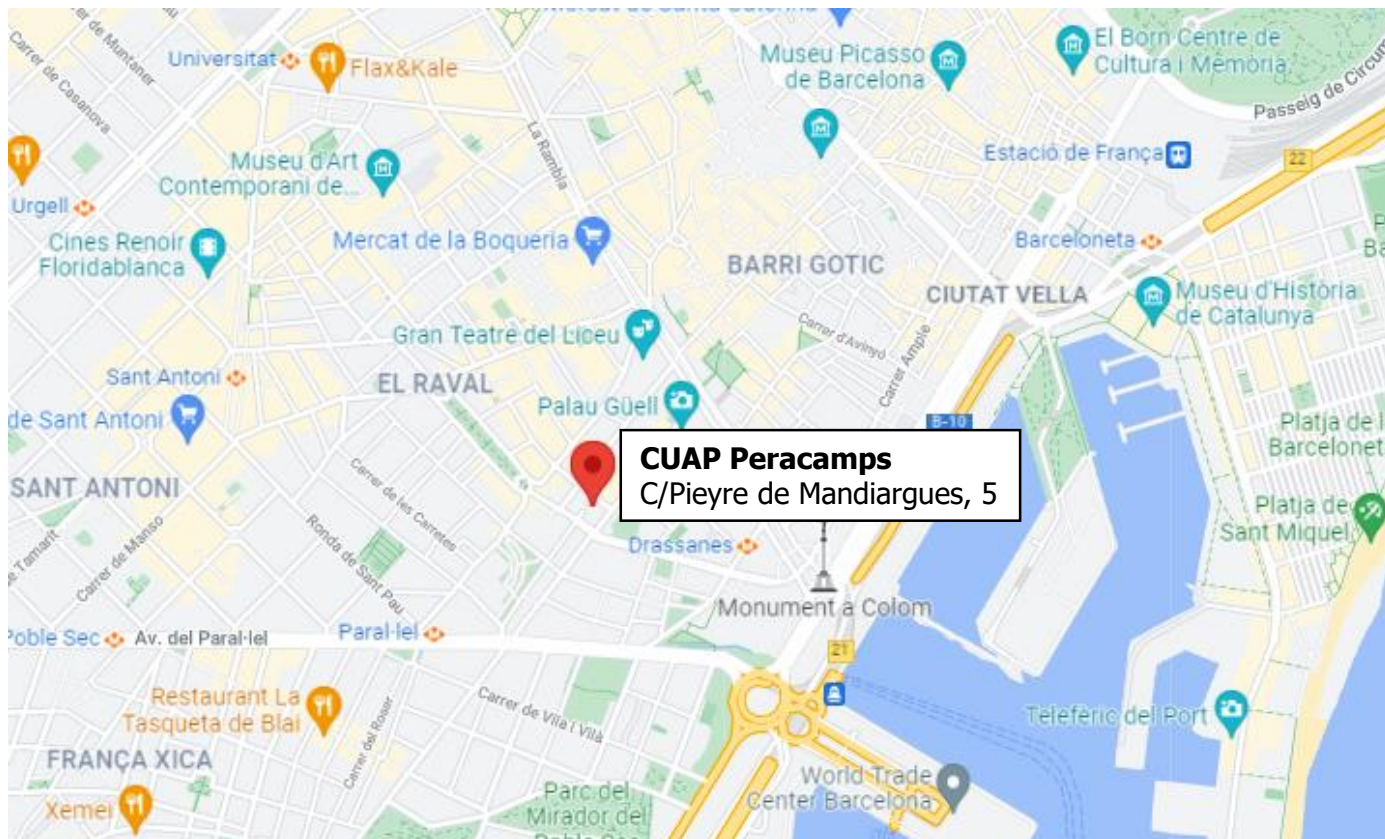 Carrer de Muntaner
Carrer de Casanova
Universitat
Flax&Kale
La Rambla
Museu Picasso
de Barcelona
El Born Centre de
Cultura i Memòria
Passeig de Circum
Estació de França
22
Museu d'Art
Contemporani de...
Urgell
Cines Renoir
Floridablanca
Mercat de la Boqueria
BARRI GOTIC
Barceloneta
CIUTAT VELLA
Museu d'Història
de Catalunya
Gran Teatre del Liceu
Carrer d'Avinyó
Carrer Ample
Sant Antoni
EL RAVAL
de Sant Antoni
Palau Güell
B-10
Platja de l
Barcelonet
CUAP Peracamps
C/Pieyre de Mandiargues, 5
SANT ANTONI
Carrer de les Carretes
Platja de
Sant Miquel
Carrer de Manso
de Tamarit
Ronda de Sant Pau
Drassanes
Monument a Colom
Poble Sec
Av. del Paral·lel
Paral·lel
21
Restaurant La
Tasqueta de Blai
Carrer del Roser
Carrer de Vila i Vilà
Telefèric del Port
FRANÇA XICA
World Trade
Center Barcelona
Xemei
Parc del
Mirador del